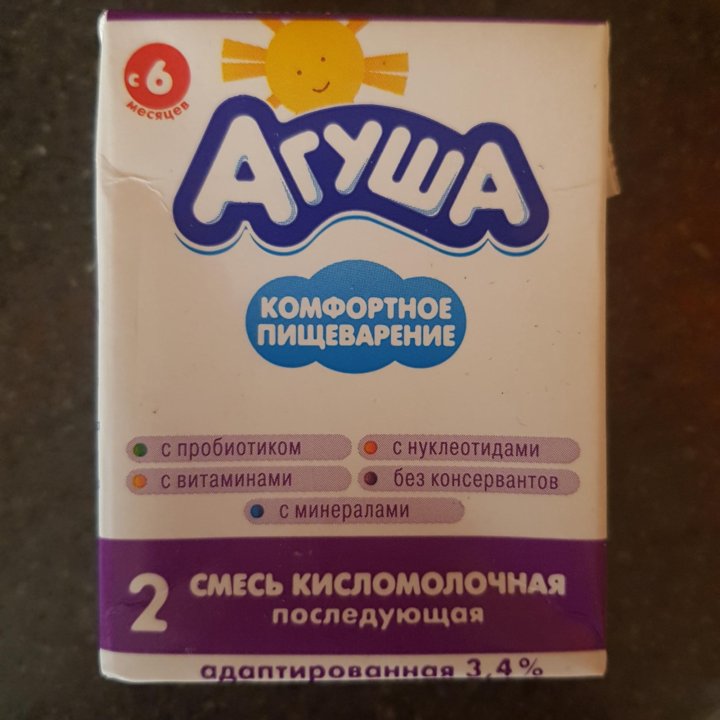 с 6
месяцев
Агуша
КОМФОРТНОЕ
ПИЩЕВАРЕНИЕ
с пробиотиком
с нуклеотидами
с витаминами
без консервантов
с минералами
2 СМЕСЬ КИСЛОМОЛОЧНАЯ
последующая
адаптированная 3,4%